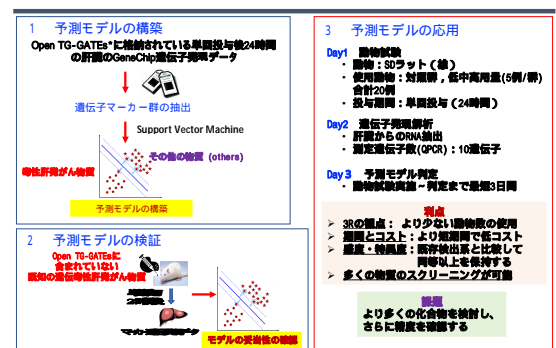 1 予測モデルの構築
Open TG-GATEs*に格納されている単回投与後24時間
の肝臓のGeneChip遺伝子発現データ
遺伝子マーカー群の抽出
Support Vector Machine
その他の物質 (others)
毒性肝発がん物質
予測モデルの構築
2 予測モデルの検証
Open TG-GATEsに
含まれていない
既知の遺伝毒性肝発がん物質
モデルの妥当性の確認
3 予測モデルの応用
Day1 動物試験
・ 動物：SDラット（雄）
・ 使用動物：対照群，低中高用量(5例/群)
合計20例
・ 投与期間：単回投与（24時間）
Day2 遺伝子発現解析
・ 肝臓からのRNA抽出
・ 測定遺伝子数(QPCR)：10遺伝子
Day３ 予測モデル判定
・ 動物試験実施～判定まで最短3日間
利点
➢ 3Rの観点： より少ない動物数の使用
➢ 期間とコスト：より短期間で低コスト
➢ 感度・特異度：既存検出系と比較して
同等以上を保持する
➢ 多くの物質のスクリーニングが可能
課題
より多くの化合物を検討し、
さらに精度を確認する